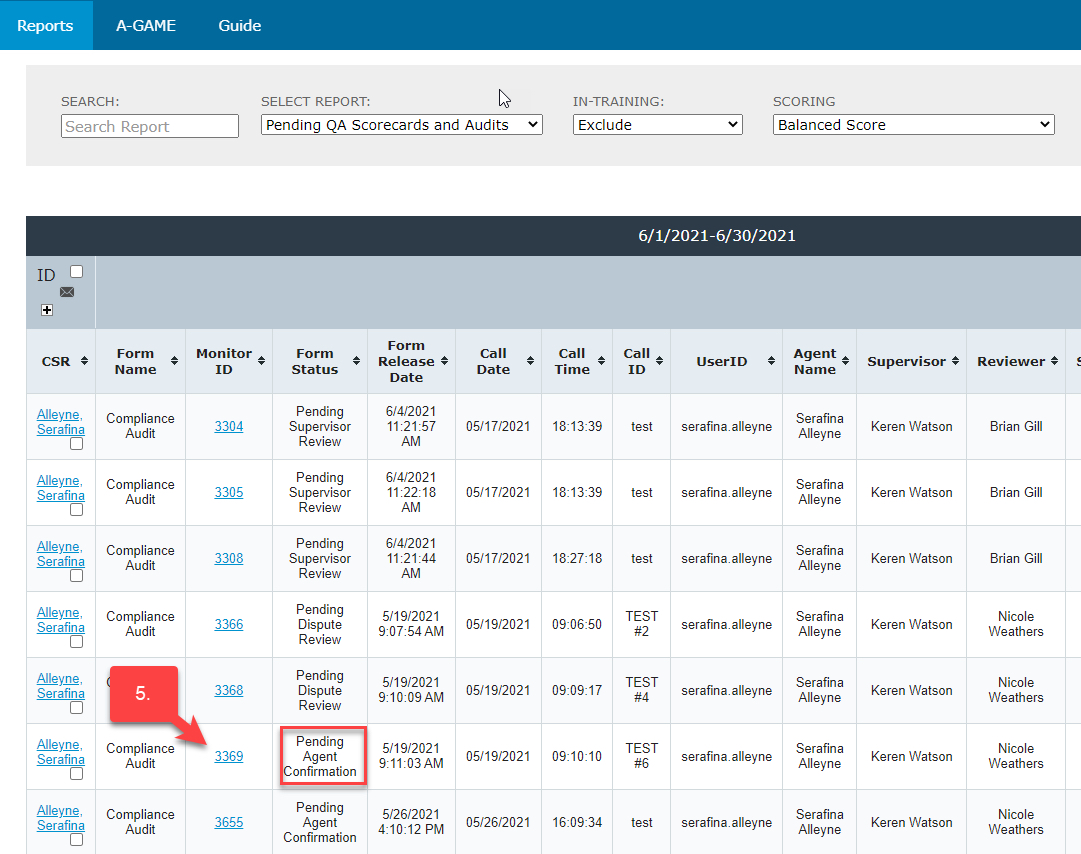 Reports A-GAME Guide
SEARCH: SELECT REPORT: IN-TRAINING: SCORING
Search Report Pending QA Scorecards and Audits Exclude Balanced Score
6/1/2021-6/30/2021
ID
CSR Form Name Monitor ID Form Status Form Release Date Call Date Call Time Call ID UserID Agent Name Supervisor Reviewer
Alleyne, Serafina Compliance Audit 3304 Pending Supervisor Review 6/4/2021 11:21:57 AM 05/17/2021 18:13:39 test serafina.alleyne Serafina Alleyne Keren Watson Brian Gill
Alleyne, Serafina Compliance Audit 3305 Pending Supervisor Review 6/4/2021 11:22:18 AM 05/17/2021 18:13:39 test serafina.alleyne Serafina Alleyne Keren Watson Brian Gill
Alleyne, Serafina Compliance Audit 3308 Pending Supervisor Review 6/4/2021 11:21:44 AM 05/17/2021 18:27:18 test serafina.alleyne Serafina Alleyne Keren Watson Brian Gill
Alleyne, Serafina Compliance Audit 3366 Pending Dispute Review 5/19/2021 9:07:54 AM 05/19/2021 09:06:50 TEST #2 serafina.alleyne Serafina Alleyne Keren Watson Nicole Weathers
Alleyne, Serafina 5. 3368 Pending Dispute Review 5/19/2021 9:10:09 AM 05/19/2021 09:09:17 TEST #4 serafina.alleyne Serafina Alleyne Keren Watson Nicole Weathers
Alleyne, Serafina Compliance Audit 3369 Pending Agent Confirmation 5/19/2021 9:11:03 AM 05/19/2021 09:10:10 TEST #6 serafina.alleyne Serafina Alleyne Keren Watson Nicole Weathers
Alleyne, Serafina Compliance Audit 3655 Pending Agent Confirmation 5/26/2021 4:10:12 PM 05/26/2021 16:09:34 test serafina.alleyne Serafina Alleyne Keren Watson Nicole Weathers